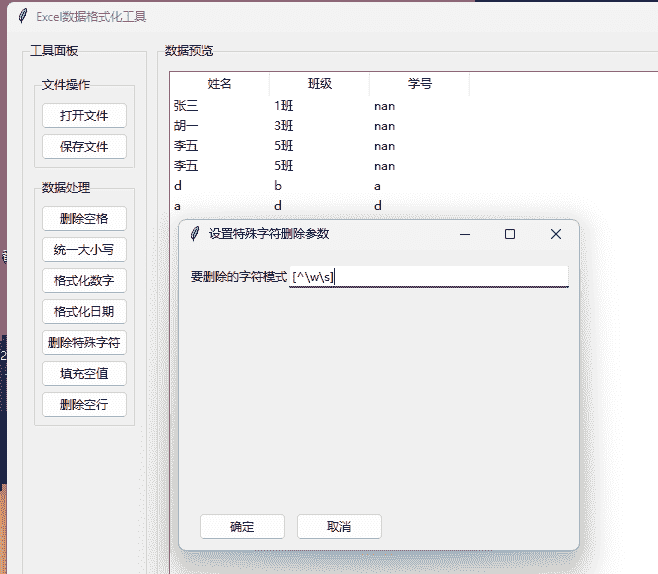 Excel数据格式化工具
工具面板
文件操作
打开文件
保存文件
数据处理
删除空格
统一大小写
格式化数字
格式化日期
删除特殊字符
填充空值
删除空行
数据预览
姓名 班级 学号
张三 1班 nan
胡一 3班 nan
李五 5班 nan
李五 5班 nan
d b a
a d d
设置特殊字符删除参数
要删除的字符模式 [^\w\s]
确定 取消